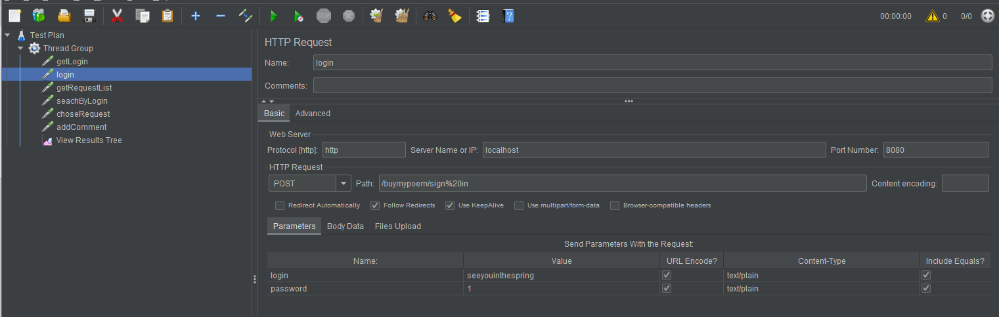 00:00:00 0 0/0
Test Plan
Thread Group
getLogin
login
getRequestList
seachByLogin
choseRequest
addComment
View Results Tree
HTTP Request
Name: login
Comments:
Basic Advanced
Web Server
Protocol [http]: http Server Name or IP: localhost Port Number: 8080
HTTP Request
POST Path: /buymypoem/sign%20in Content encoding:
Redirect Automatically Follow Redirects Use KeepAlive Use multipart/form-data Browser-compatible headers
Parameters Body Data Files Upload
Send Parameters With the Request:
Name: Value URL Encode? Content-Type Include Equals?
login seeyouinthespring text/plain
password 1 text/plain